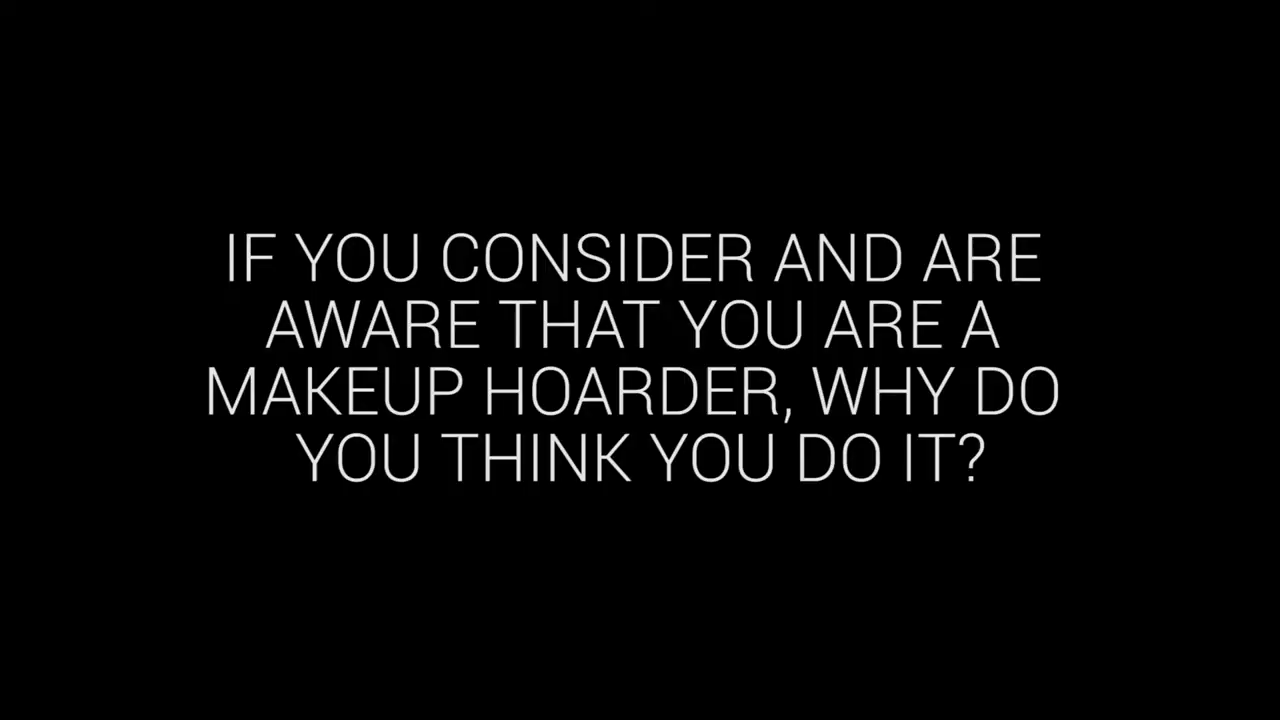 IF YOU CONSIDER AND ARE
AWARE THAT YOU ARE A
MAKEUP HOARDER, WHY DO
YOU THINK YOU DO IT?